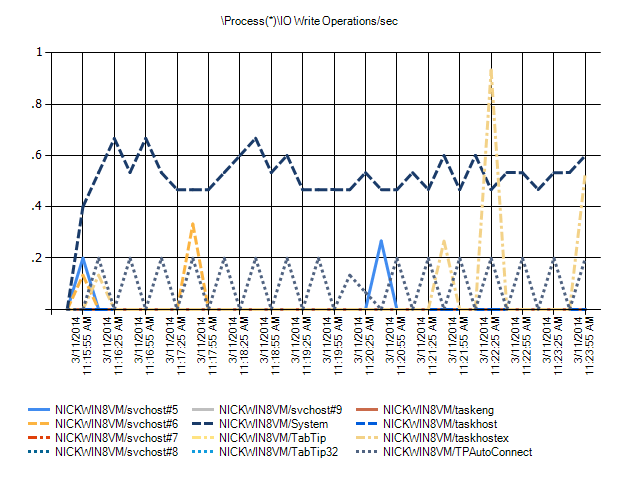 \Process(*)\IO Write Operations/sec
1
.8
.6
.4
.2
3/11/2014
11:15:55 AM
3/11/2014
11:16:25 AM
3/11/2014
11:16:55 AM
3/11/2014
11:17:25 AM
3/11/2014
11:17:55 AM
3/11/2014
11:18:25 AM
3/11/2014
11:18:55 AM
3/11/2014
11:19:25 AM
3/11/2014
11:19:55 AM
3/11/2014
11:20:25 AM
3/11/2014
11:20:55 AM
3/11/2014
11:21:25 AM
3/11/2014
11:21:55 AM
3/11/2014
11:22:25 AM
3/11/2014
11:22:55 AM
3/11/2014
11:23:25 AM
3/11/2014
11:23:55 AM
NICKWIN8VM/svchost#5 NICKWIN8VM/svchost#9 NICKWIN8VM/taskeng
NICKWIN8VM/svchost#6 NICKWIN8VM/System NICKWIN8VM/taskhost
NICKWIN8VM/svchost#7 NICKWIN8VM/TabTip NICKWIN8VM/taskhostex
NICKWIN8VM/svchost#8 NICKWIN8VM/TabTip32 NICKWIN8VM/TPAutoConnect